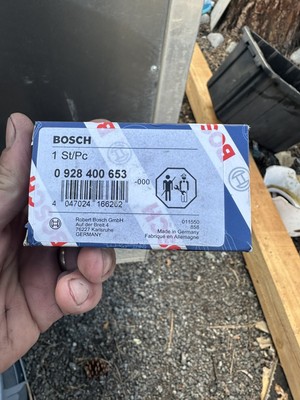 BOSCH
1 St/Pc
0 928 400 653
-000
4 047024 166202
Robert Bosch GmbH
Auf der Breit 4
76227 Karlsruhe
GERMANY
011550
Made in Germany
Fabriqué en Allemagne